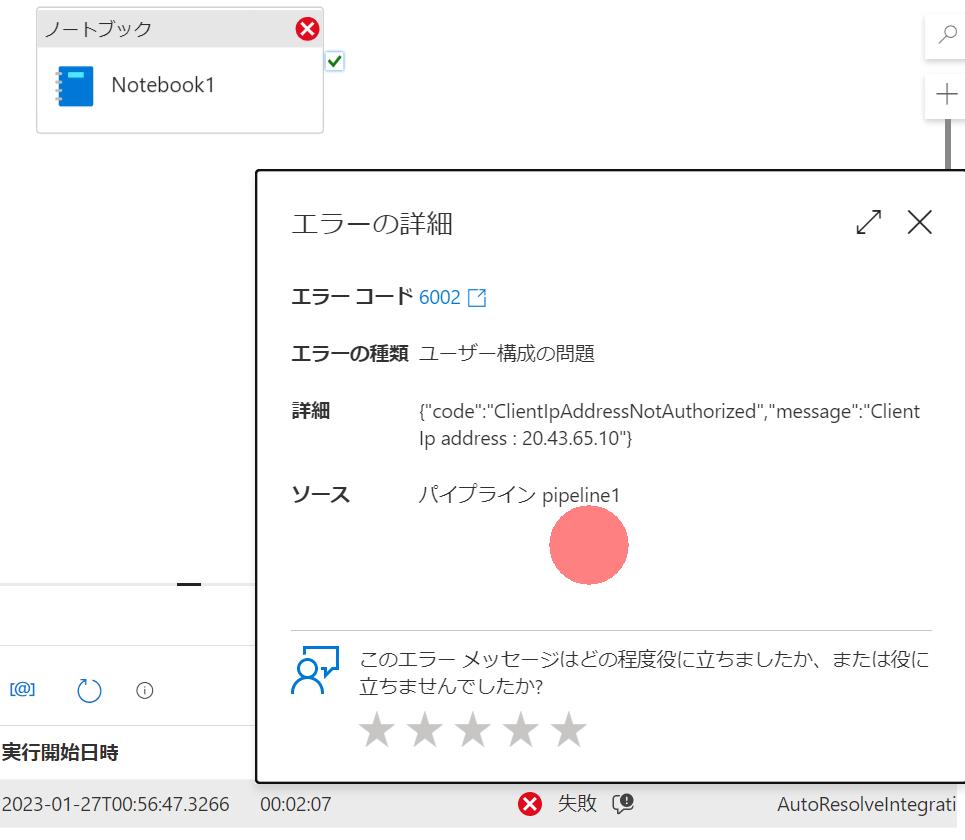 ノートブック
Notebook1
エラーの詳細
エラー コード 6002
エラーの種類 ユーザー構成の問題
詳細 {"code":"ClientIpAddressNotAuthorized","message":"Client
Ip address : 20.43.65.10"}
ソース パイプライン pipeline1
このエラー メッセージはどの程度役に立ちましたか、または役に
立ちませんでしたか?
[@]
実行開始日時
2023-01-27T00:56:47.3266 00:02:07 失敗 AutoResolveIntegrati